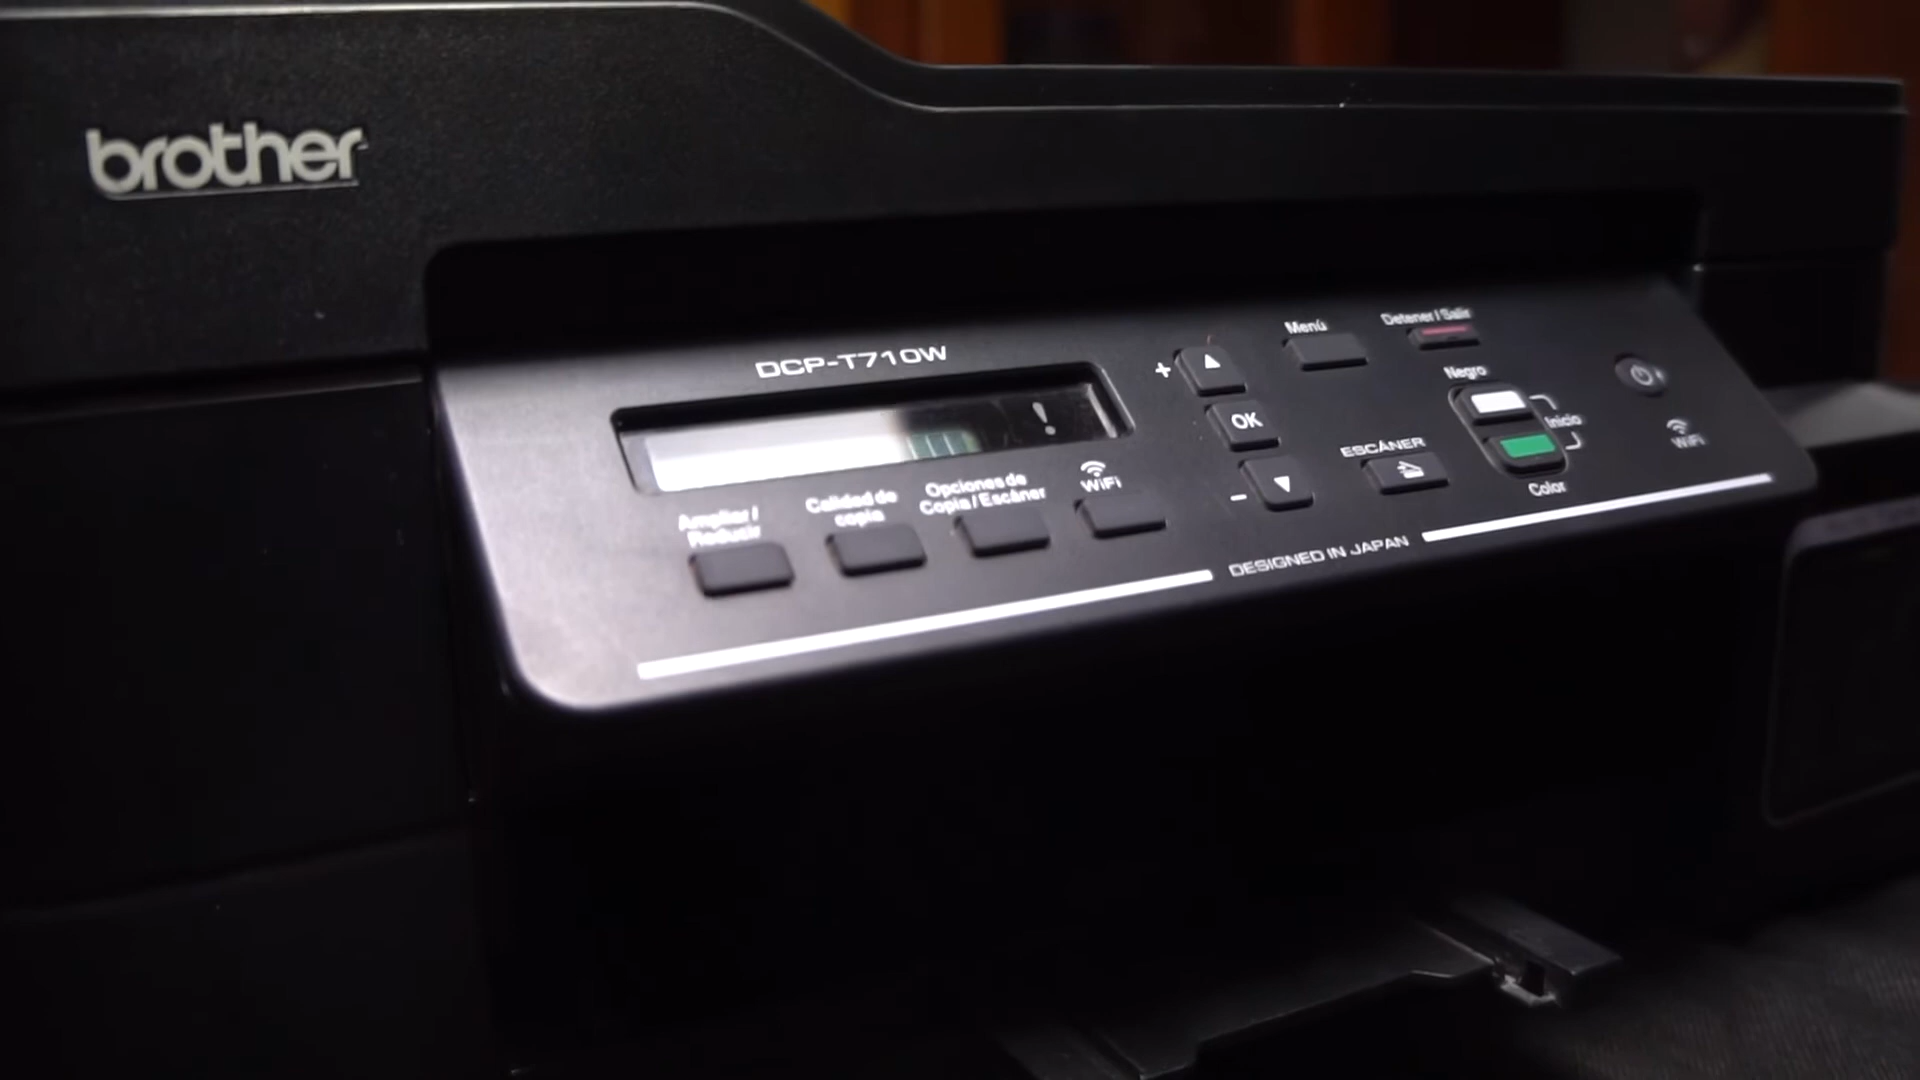 brother
DCP-T710W
Menú
Detener / Salir
+
OK
-
Negro
Inicio
Color
ESCÁNER
WiFi
Ampliar /
Reducir
Calidad de
copia
Opciones de
Copia / Escáner
WiFi
DESIGNED IN JAPAN